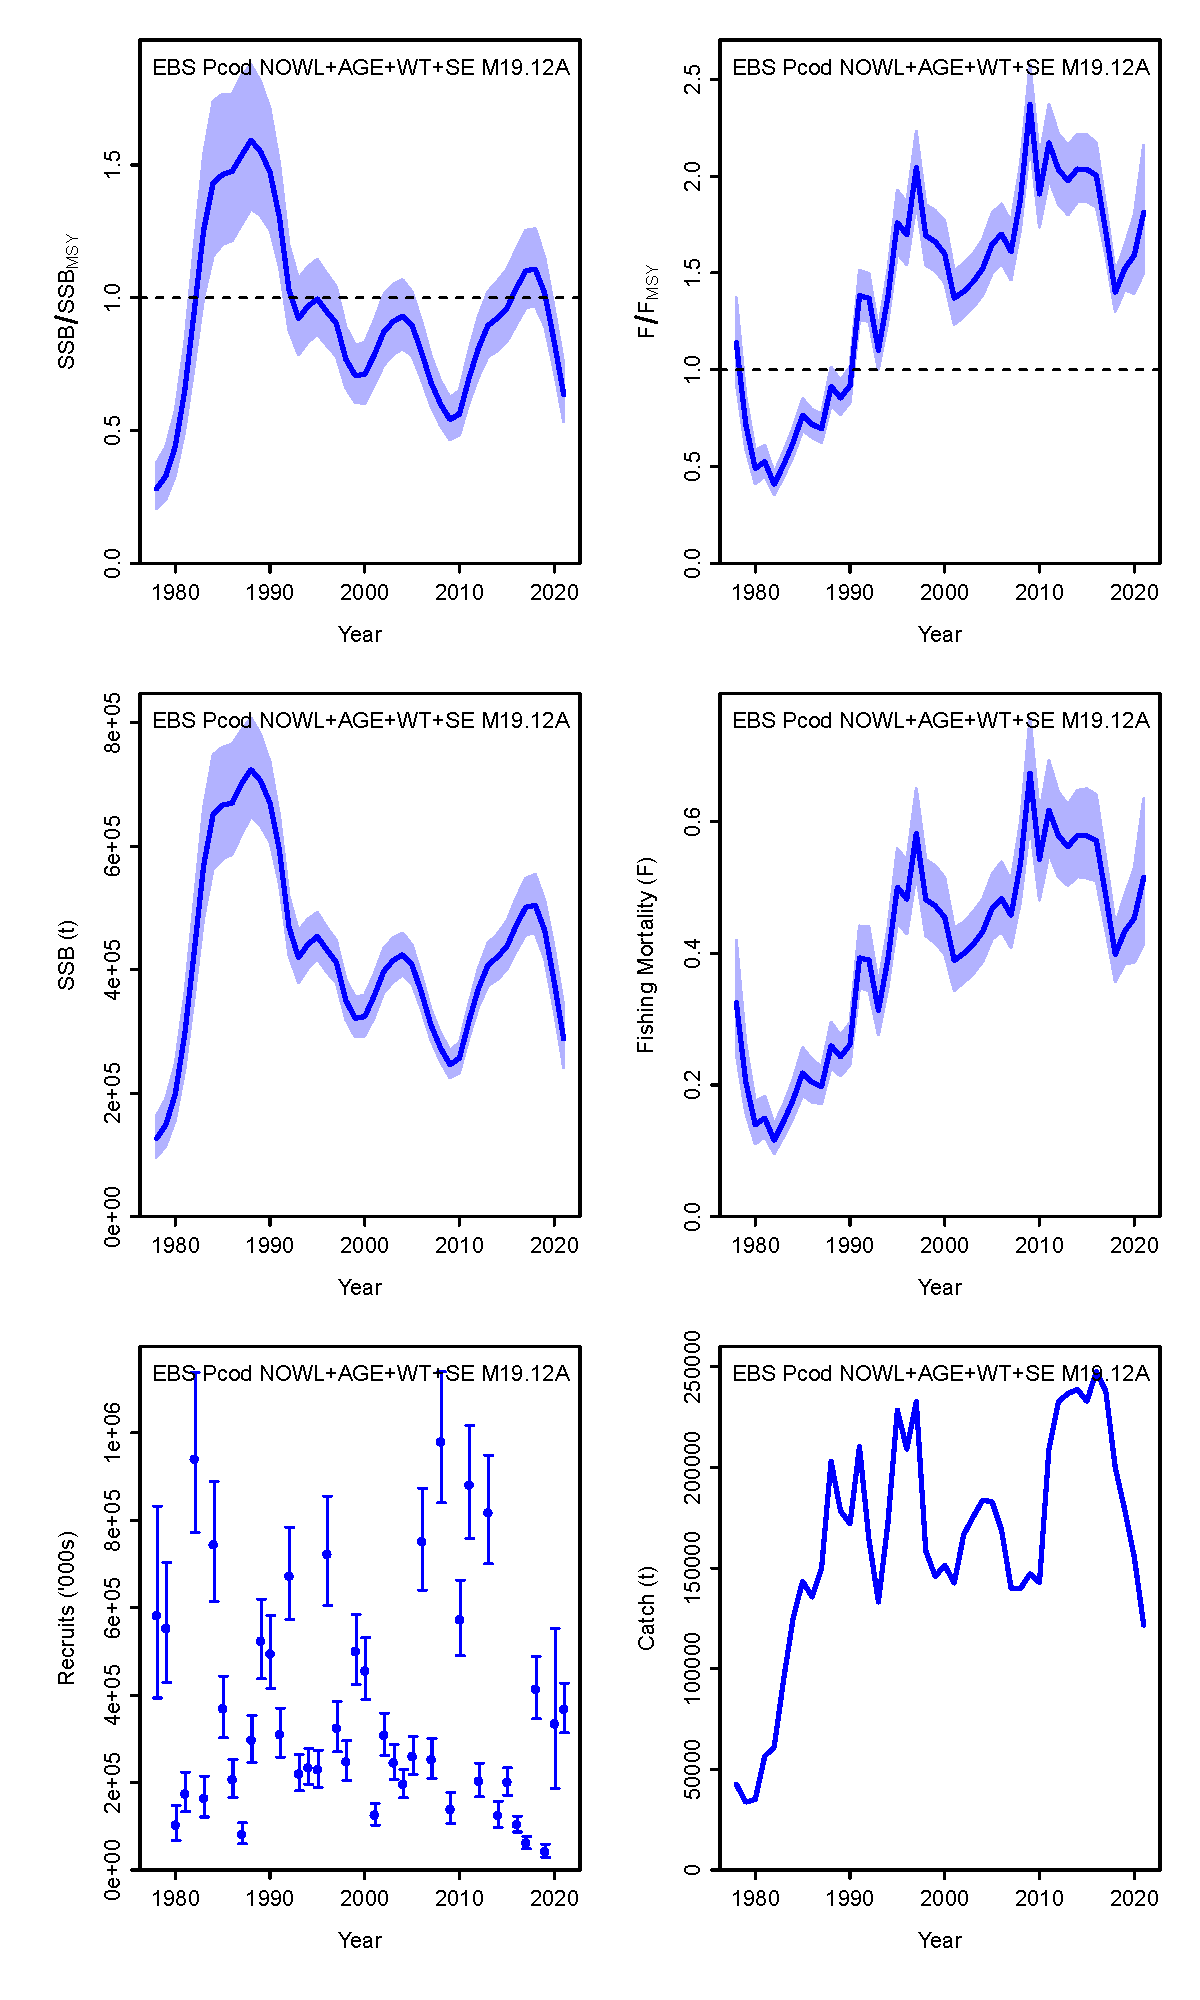 EBS Pcod NOWL+AGE+WT+SE M19.12A
SSB/SSBMSY
0.0 0.5 1.0 1.5
1980 1990 2000 2010 2020
Year
EBS Pcod NOWL+AGE+WT+SE M19.12A
F/FMSY
0.0 0.5 1.0 1.5 2.0 2.5
1980 1990 2000 2010 2020
Year
EBS Pcod NOWL+AGE+WT+SE M19.12A
SSB (t)
0e+00 2e+05 4e+05 6e+05 8e+05
1980 1990 2000 2010 2020
Year
EBS Pcod NOWL+AGE+WT+SE M19.12A
Fishing Mortality (F)
0.0 0.2 0.4 0.6
1980 1990 2000 2010 2020
Year
EBS Pcod NOWL+AGE+WT+SE M19.12A
Recruits ('000s)
0e+00 2e+05 4e+05 6e+05 8e+05 1e+06
1980 1990 2000 2010 2020
Year
EBS Pcod NOWL+AGE+WT+SE M19.12A
Catch (t)
0 50000 100000 150000 200000 250000
1980 1990 2000 2010 2020
Year